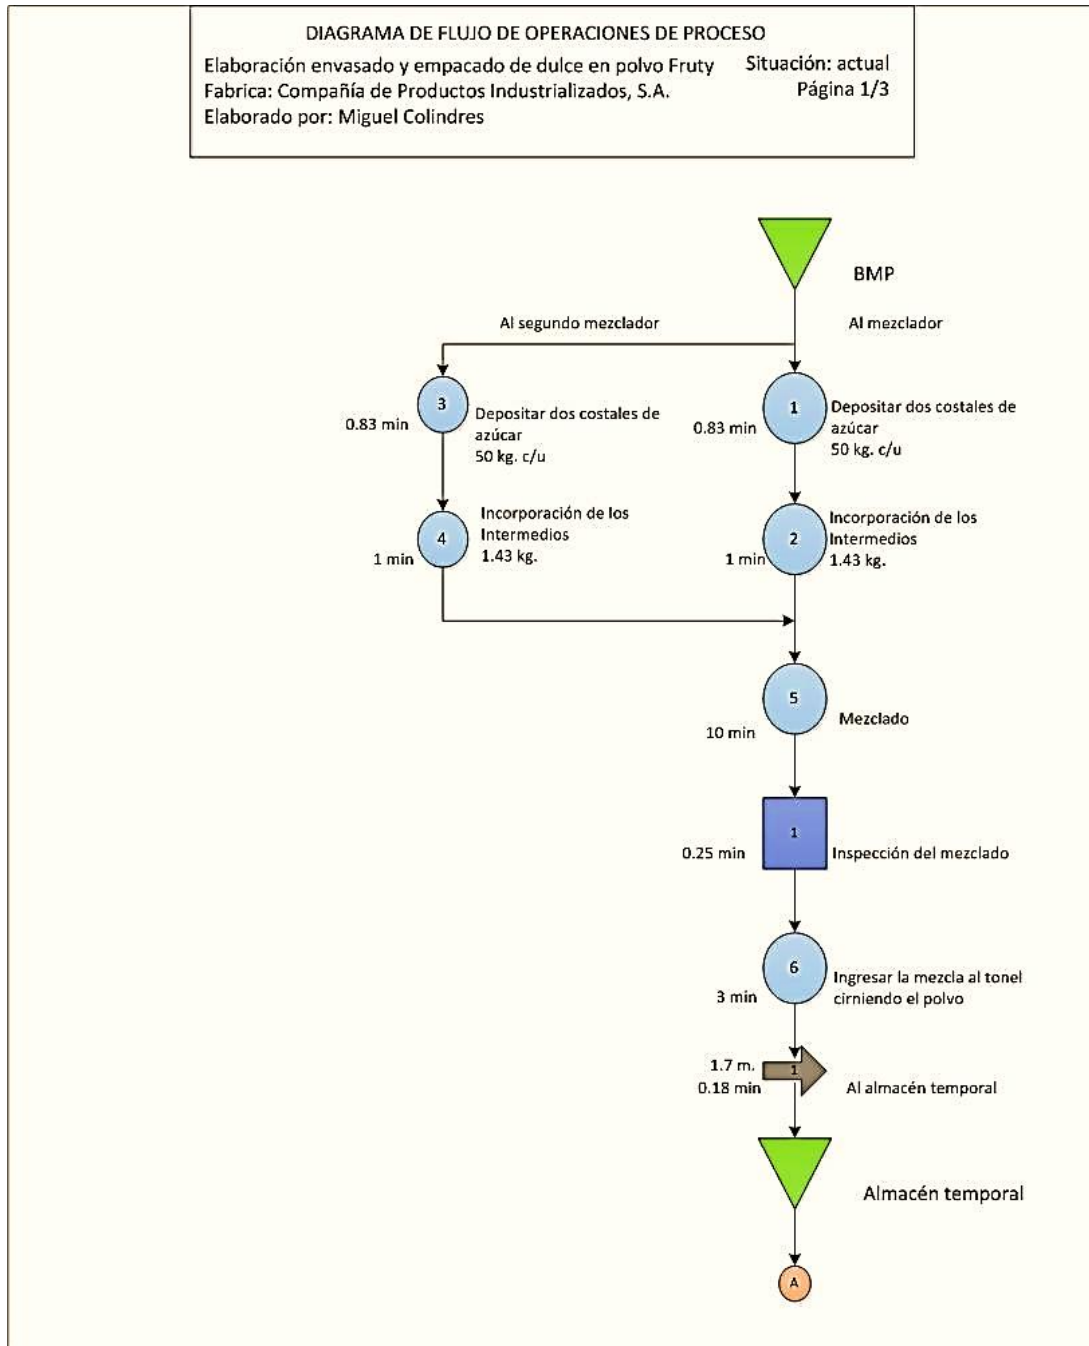 DIAGRAMA DE FLUJO DE OPERACIONES DE PROCESO
Elaboración envasado y empacado de dulce en polvo Fruty
Situación: actual
Fabrica: Compañía de Productos Industrializados, S.A.
Página 1/3
Elaborado por: Miguel Colindres
BMP
Al segundo mezclador
Al mezclador
3
0.83 min
Depositar dos costales de
azúcar
50 kg. c/u
1
0.83 min
Depositar dos costales de
azúcar
50 kg. c/u
4
1 min
Incorporación de los
Intermedios
1.43 kg.
2
1 min
Incorporación de los
Intermedios
1.43 kg.
5
10 min
Mezclado
1
0.25 min
Inspección del mezclado
6
3 min
Ingresar la mezcla al tonel
cirniendo el polvo
1.7 m.
0.18 min
1
Al almacén temporal
Almacén temporal
A